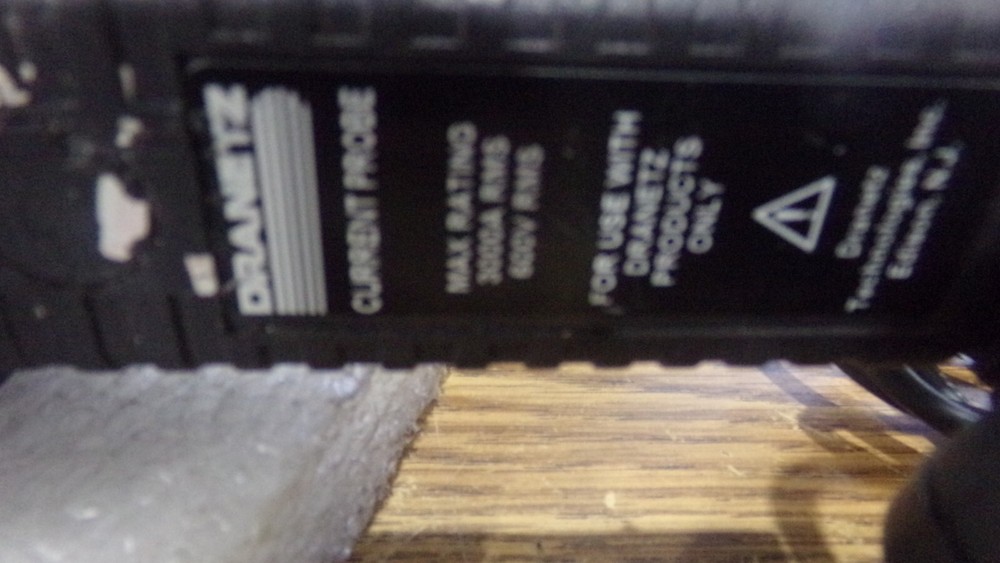 DRANETZ
CURRENT PROBE
MAX RATING
3000A RMS
600V RMS
FOR USE WITH
DRANETZ
PRODUCTS
ONLY
Dranetz
Technologies, Inc.
Edison, N.J.